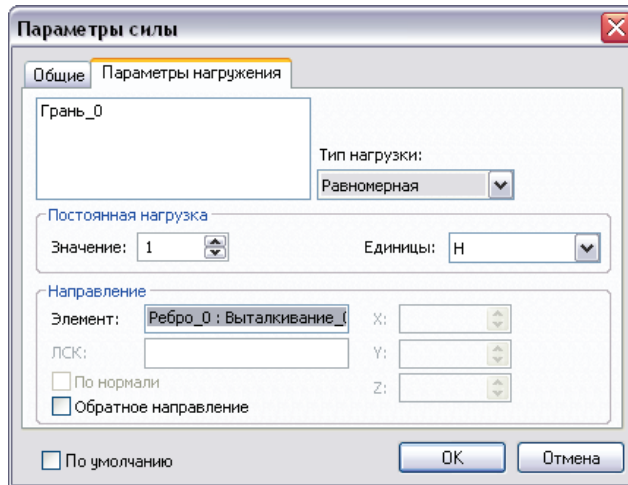 Параметры силы
Общие Параметры нагружения
Грань_0
Тип нагрузки:
Равномерная
Постоянная нагрузка
Значение: 1 Единицы: Н
Направление
Элемент: Ребро_0 : Выталкивание_0 X:
ЛСК: Y:
По нормали Z:
Обратное направление
По умолчанию OK Отмена